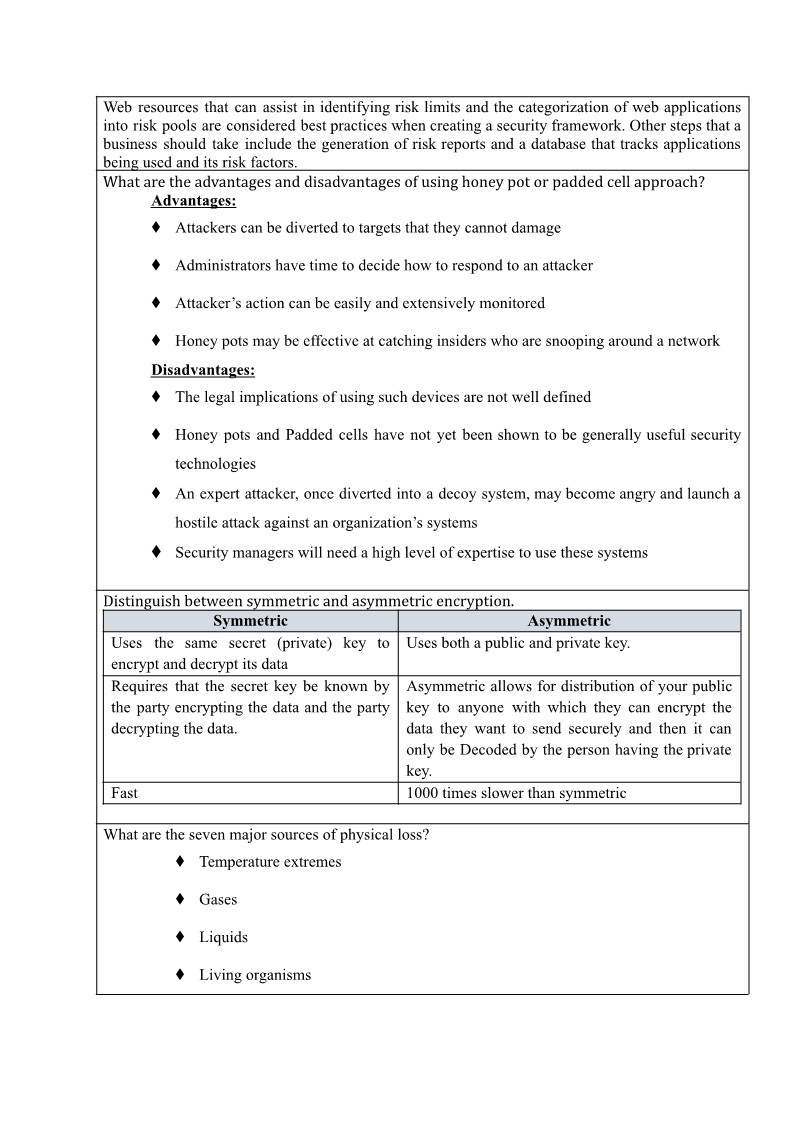 Web resources that can assist in identifying risk limits and the categorization of web applications
into risk pools are considered best practices when creating a security framework. Other steps that a
business should take include the generation of risk reports and a database that tracks applications
being used and its risk factors.
What are the advantages and disadvantages of using honey pot or padded cell approach?
Advantages:
♦ Attackers can be diverted to targets that they cannot damage
♦ Administrators have time to decide how to respond to an attacker
♦ Attacker’s action can be easily and extensively monitored
♦ Honey pots may be effective at catching insiders who are snooping around a network
Disadvantages:
♦ The legal implications of using such devices are not well defined
♦ Honey pots and Padded cells have not yet been shown to be generally useful security
technologies
♦ An expert attacker, once diverted into a decoy system, may become angry and launch a
hostile attack against an organization’s systems
♦ Security managers will need a high level of expertise to use these systems
Distinguish between symmetric and asymmetric encryption.
Symmetric
Asymmetric
Uses the same secret (private) key to
encrypt and decrypt its data
Uses both a public and private key.
Requires that the secret key be known by
the party encrypting the data and the party
decrypting the data.
Asymmetric allows for distribution of your public
key to anyone with which they can encrypt the
data they want to send securely and then it can
only be Decoded by the person having the private
key.
Fast
1000 times slower than symmetric
What are the seven major sources of physical loss?
♦ Temperature extremes
♦ Gases
♦ Liquids
♦ Living organisms